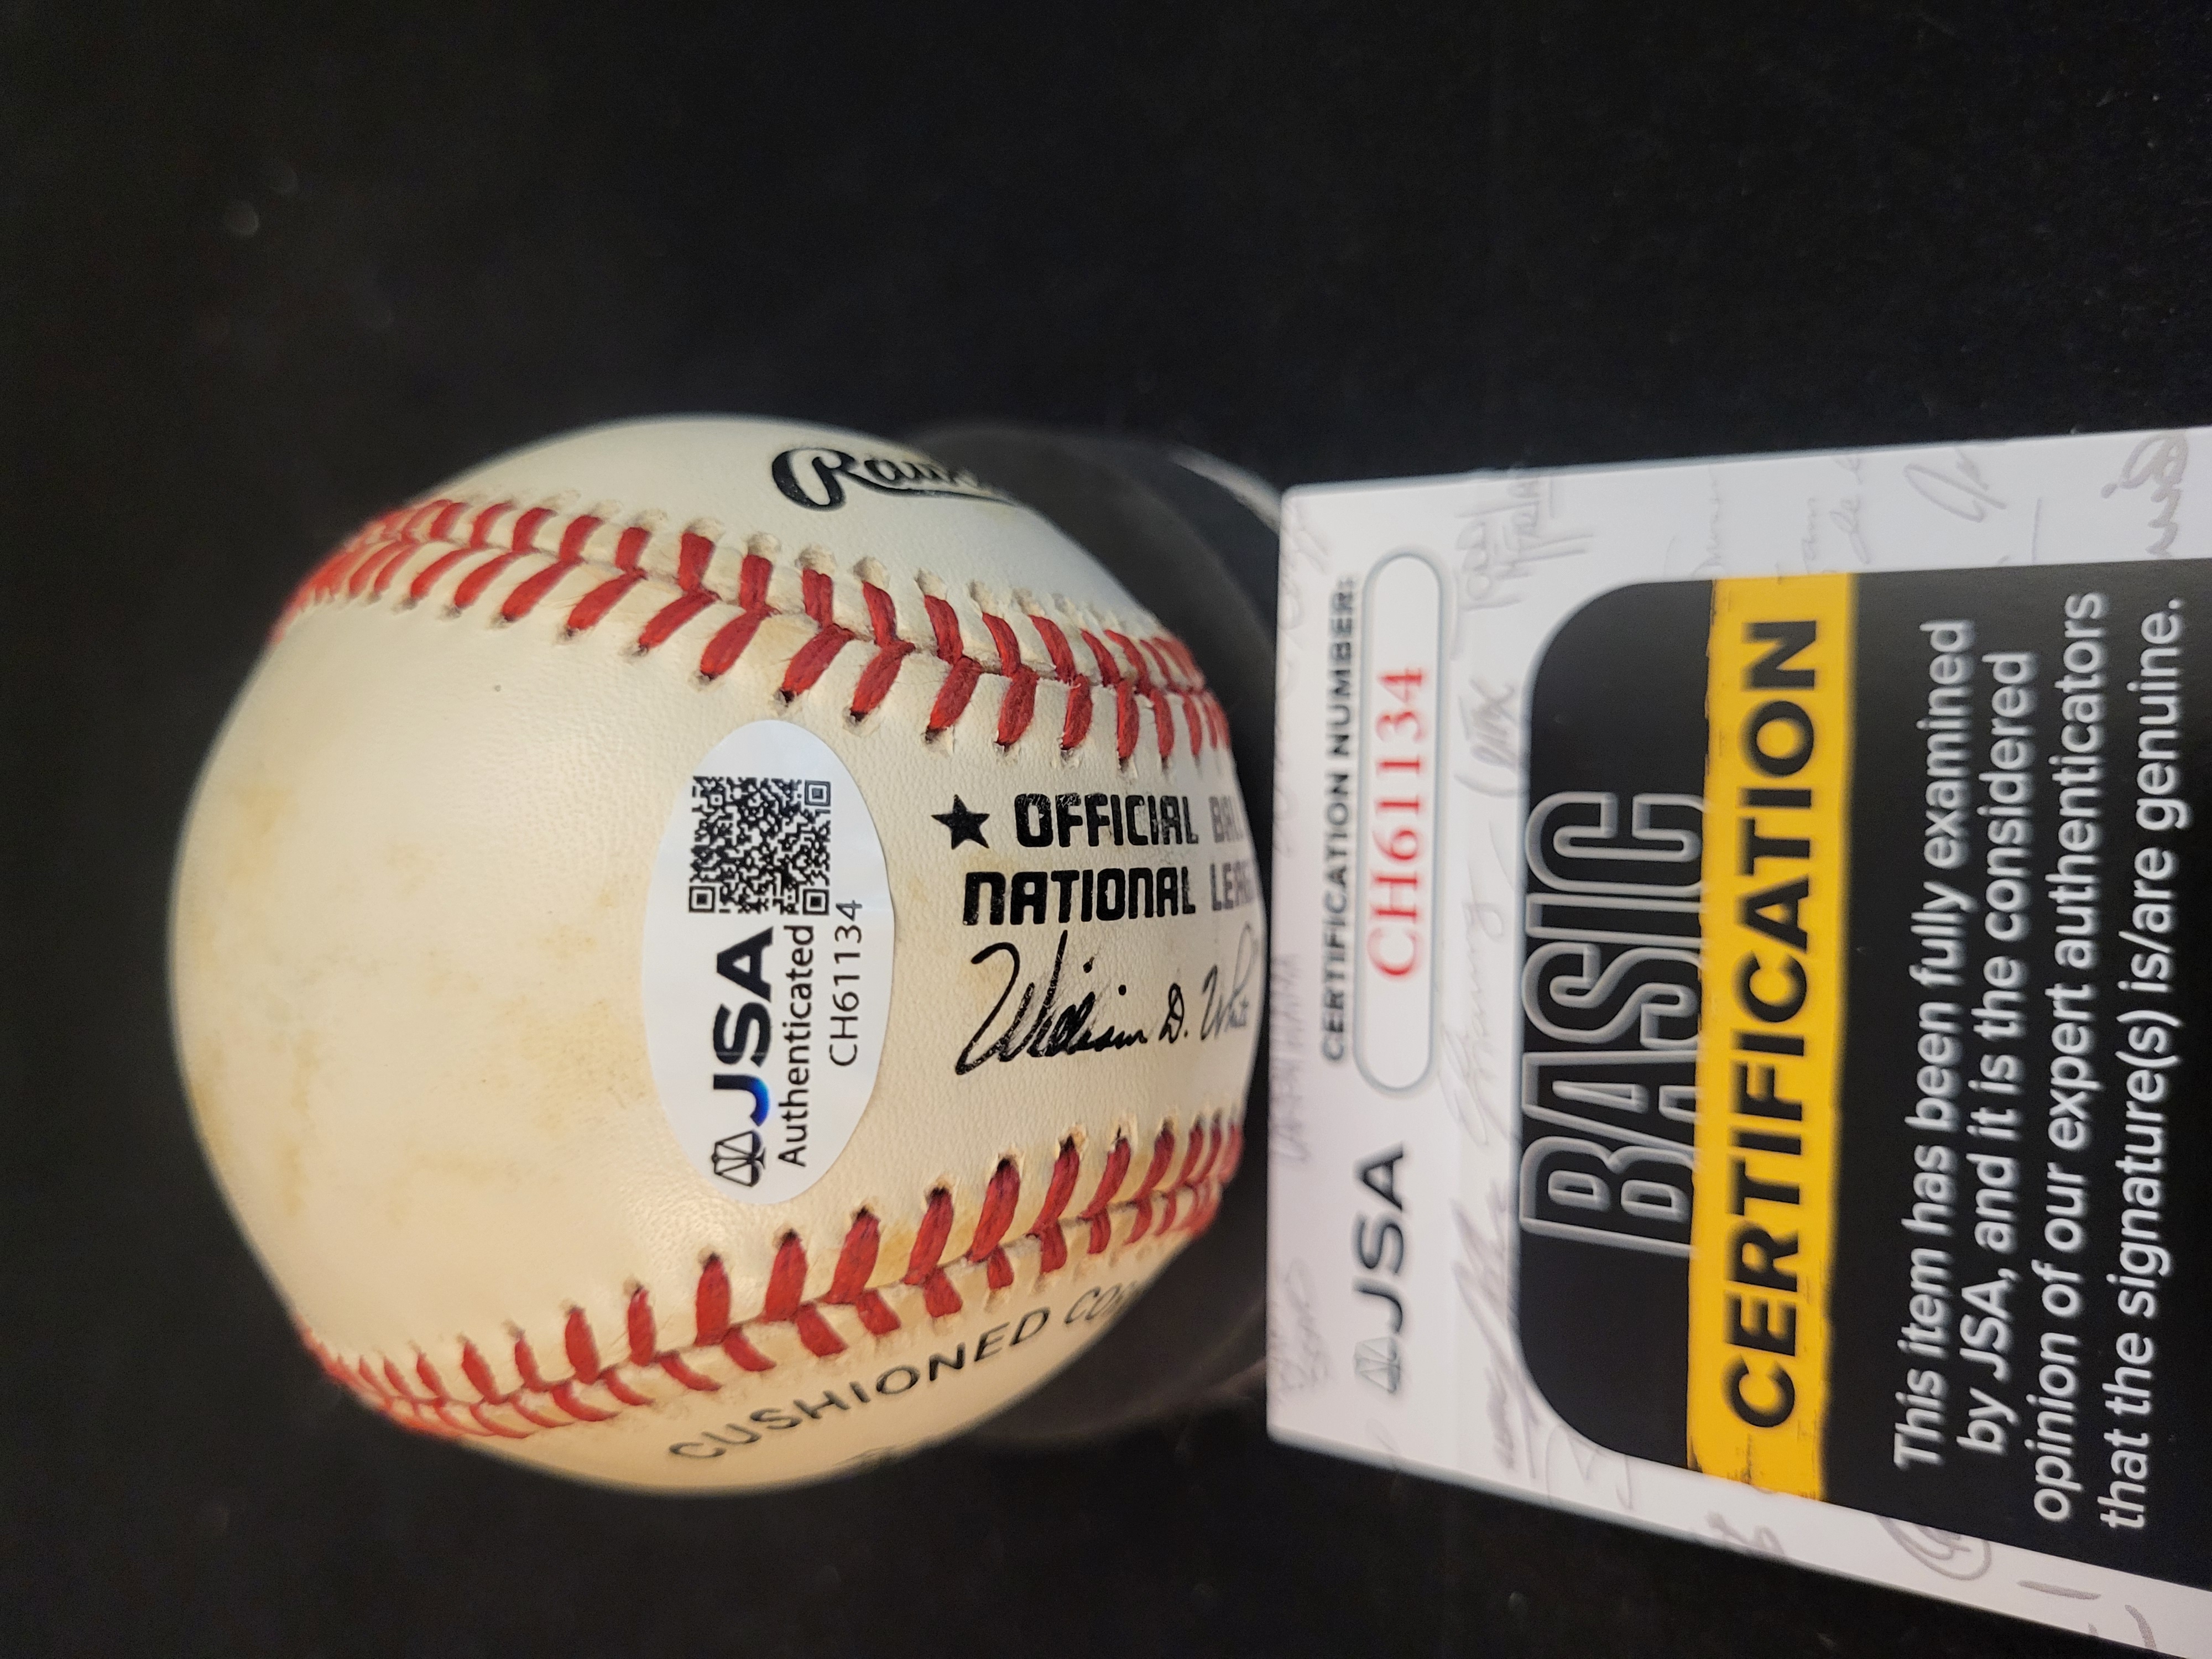 Raw
JSA
Authenticated
CH61134
★ OFFICIAL BAL
NATIONAL LEAG
William D. Whit
CUSHIONED CO
JSA
CERTIFICATION NUMBER:
CH61134
BASIC
CERTIFICATION
This item has been fully examined
by JSA, and it is the considered
opinion of our expert authenticators
that the signature(s) is/are genuine.